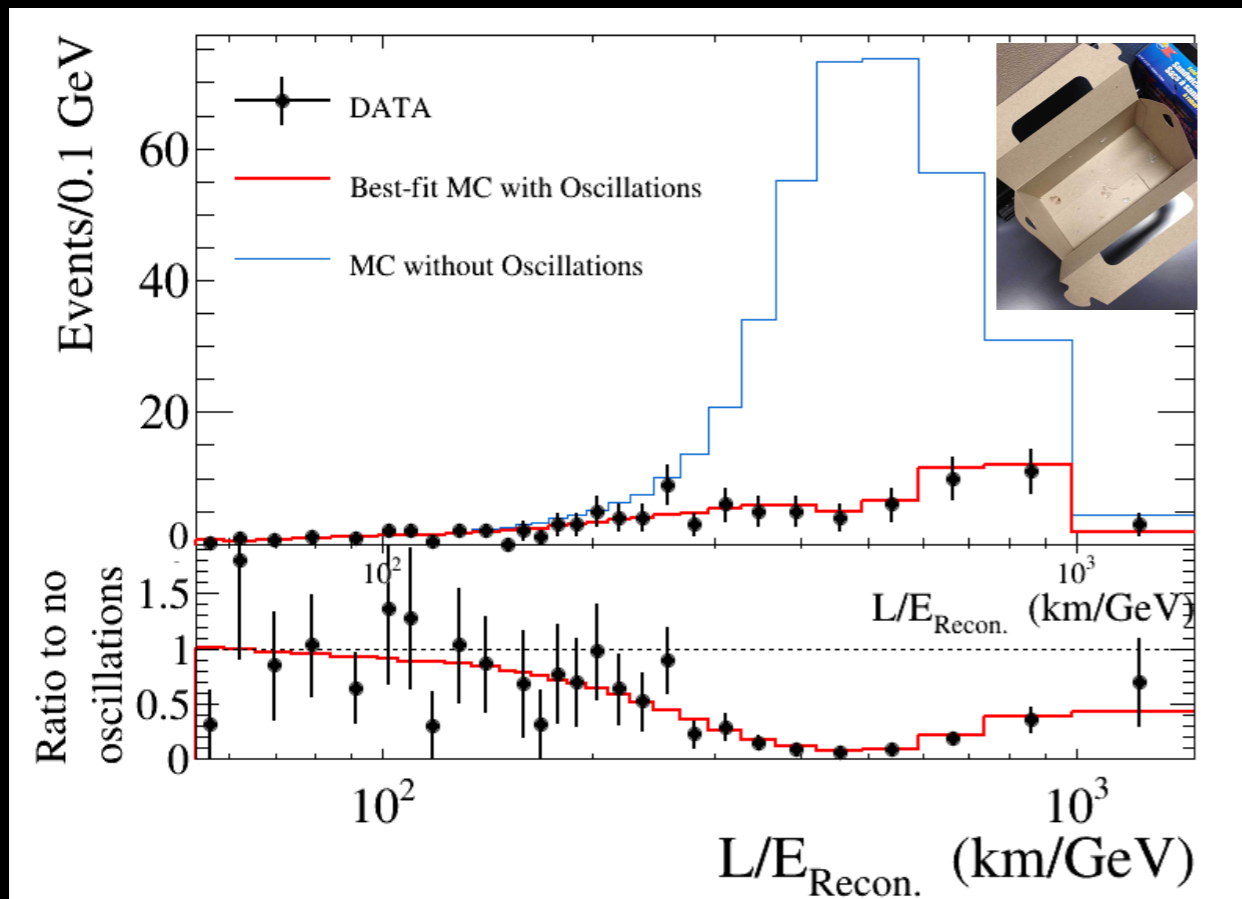 Events/0.1 GeV
60
40
20
0
DATA
Best-fit MC with Oscillations
MC without Oscillations
Sandwich
10² 10³
L/E_Recon. (km/GeV)
Ratio to no
oscillations
1.5
1
0.5
0
10² 10³
L/E_Recon. (km/GeV)